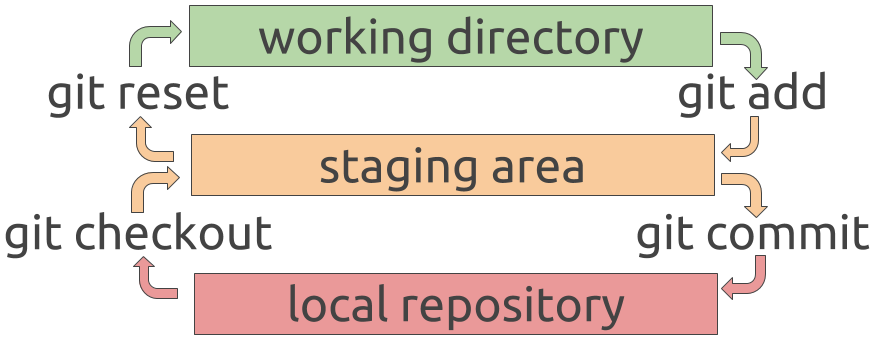 working directory
git reset
git add
staging area
git checkout
git commit
local repository